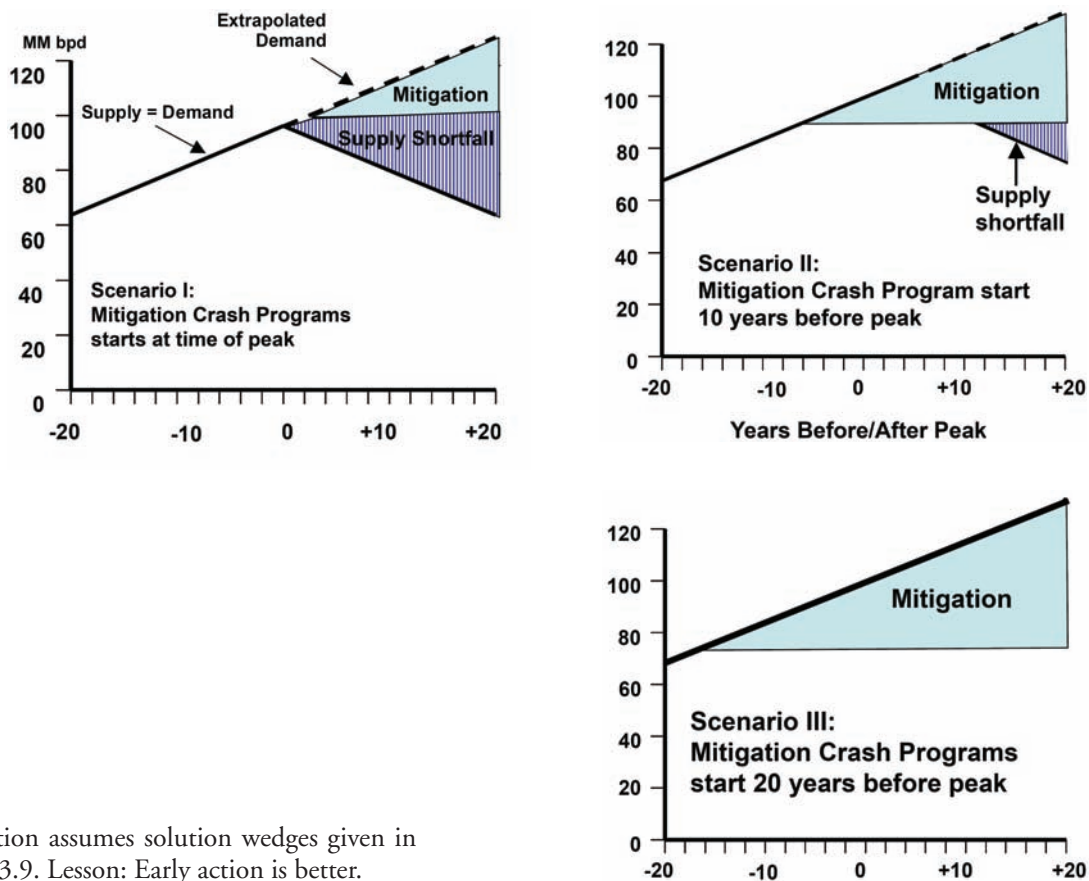 Extrapolated
Demand
MM bpd
120
100
80
60
40
20
0
Supply = Demand
Mitigation
Supply Shortfall
Scenario I:
Mitigation Crash Programs
starts at time of peak
-20
-10
0
+10
+20
120
100
80
60
40
20
0
Mitigation
Supply
shortfall
Scenario II:
Mitigation Crash Program start
10 years before peak
-20
-10
0
+10
+20
Years Before/After Peak
120
100
80
60
40
20
0
Mitigation
Scenario III:
Mitigation Crash Programs
start 20 years before peak
-20
-10
0
+10
+20
tion assumes solution wedges given in
3.9. Lesson: Early action is better.